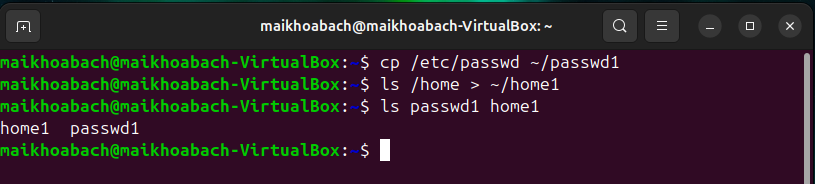 maikhoabach@maikhoabach-VirtualBox: ~
maikhoabach@maikhoabach-VirtualBox:~$ cp /etc/passwd ~/passwd1
maikhoabach@maikhoabach-VirtualBox:~$ ls /home > ~/home1
maikhoabach@maikhoabach-VirtualBox:~$ ls passwd1 home1
home1  passwd1
maikhoabach@maikhoabach-VirtualBox:~$